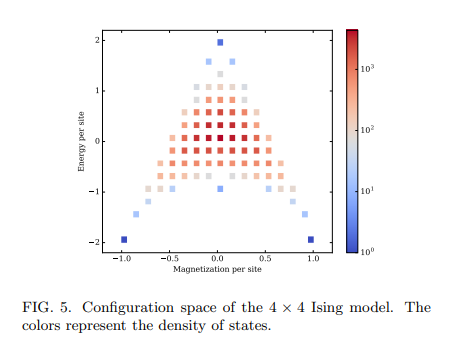 2
1
0
−1
−2
Energy per site
−1.0 −0.5 0.0 0.5 1.0
Magnetization per site
10³
10²
10¹
10⁰
FIG. 5. Configuration space of the 4 × 4 Ising model. The
colors represent the density of states.